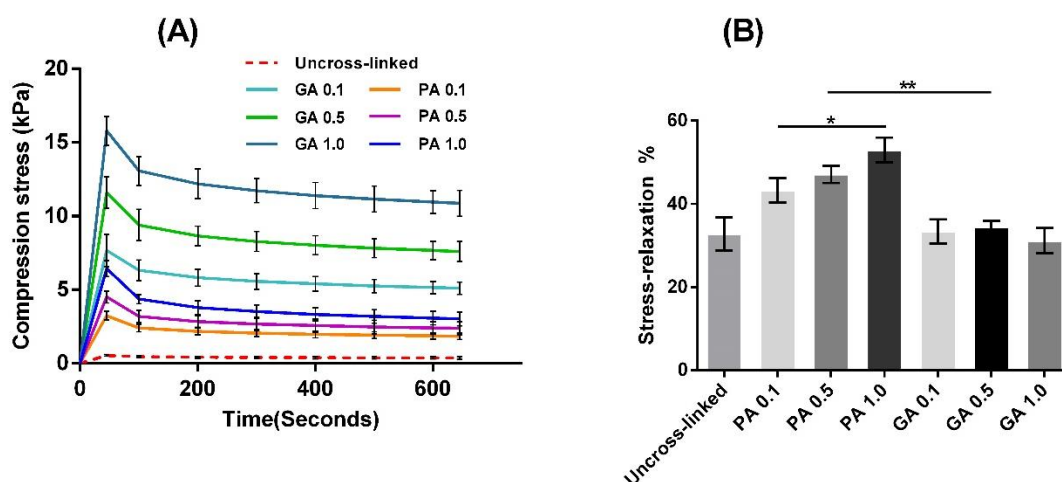 (A)
Uncross-linked
GA 0.1 PA 0.1
GA 0.5 PA 0.5
GA 1.0 PA 1.0
Compression stress (kPa)
20
15
10
5
0
0 200 400 600
Time(Seconds)
(B)
**
*
Stress-relaxation %
80
60
40
20
0
Uncross-linked
PA 0.1
PA 0.5
PA 1.0
GA 0.1
GA 0.5
GA 1.0